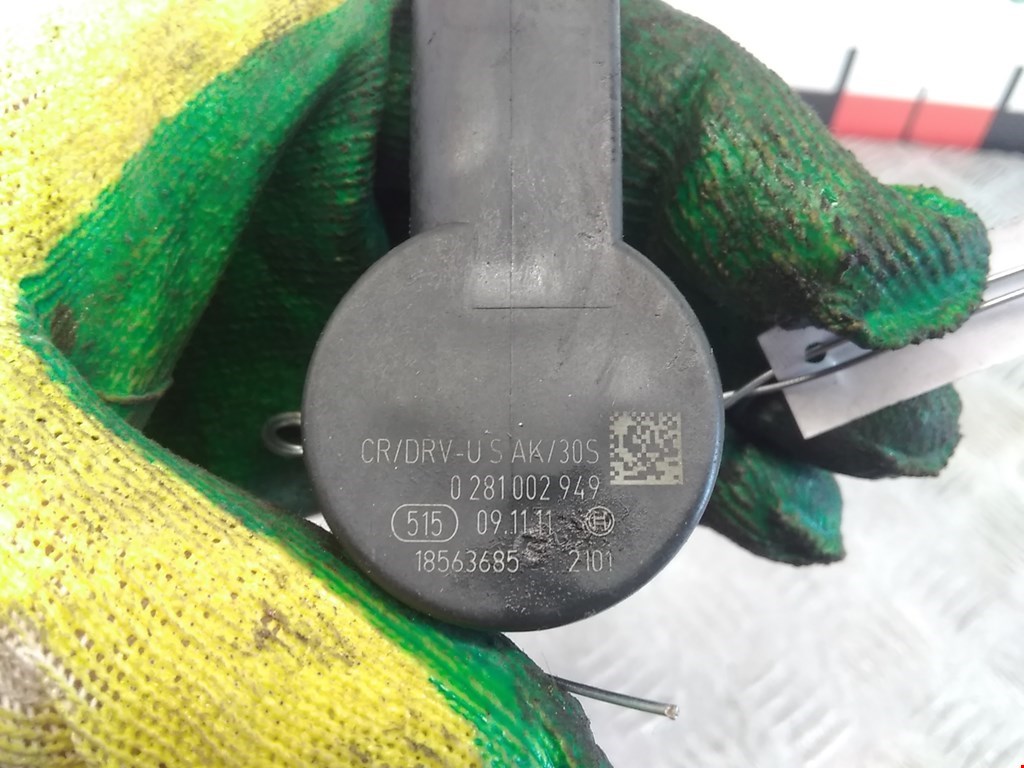 CR/DRV-U S AK/30S
0 281 002 949
515 09.11.11 H
18563685 2101